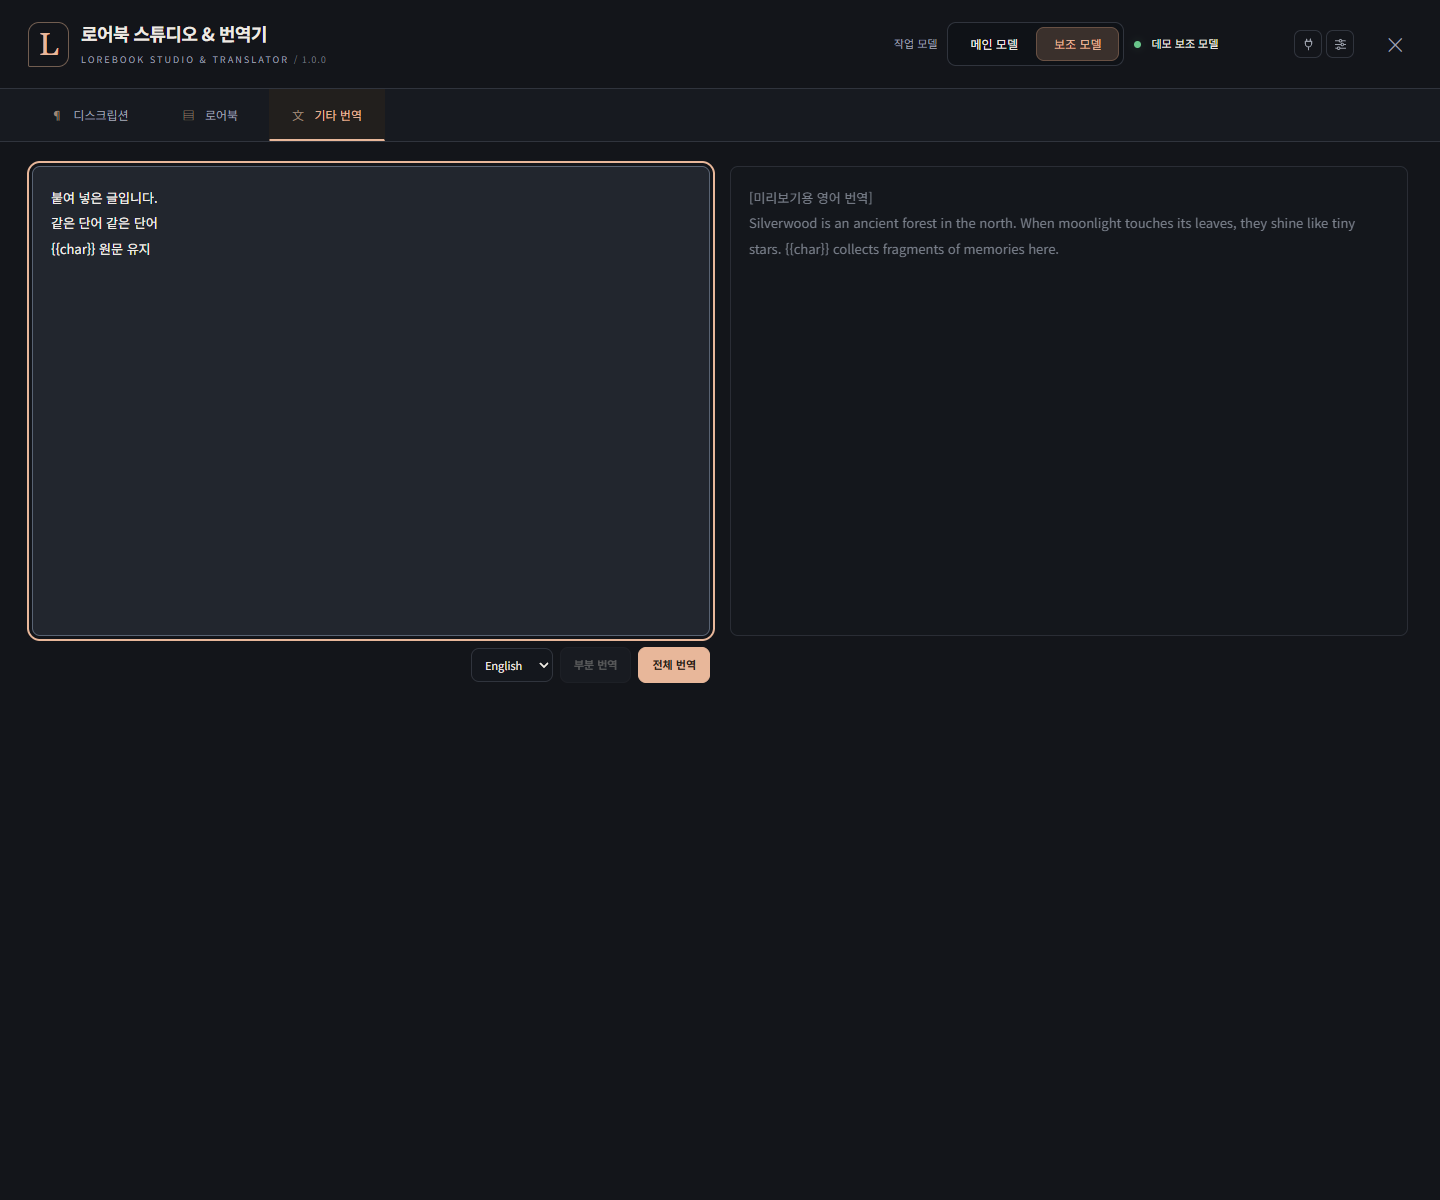 L
로어북 스튜디오 & 번역기
LOREBOOK STUDIO & TRANSLATOR / 1.0.0
작업 모델
메인 모델
보조 모델
데모 보조 모델
¶ 디스크립션
로어북
文 기타 번역
붙여 넣은 글입니다.
같은 단어 같은 단어
{{char}} 원문 유지
[미리보기용 영어 번역]
Silverwood is an ancient forest in the north. When moonlight touches its leaves, they shine like tiny
stars. {{char}} collects fragments of memories here.
English
부분 번역
전체 번역